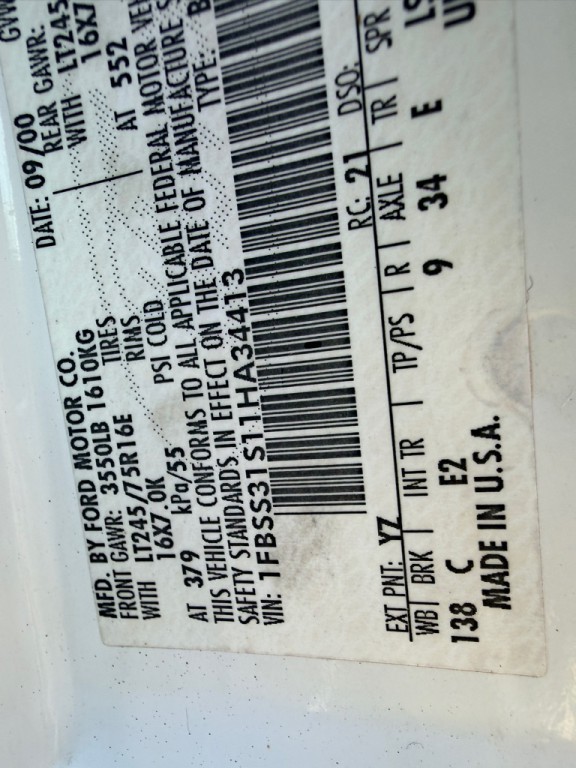 MFD. BY FORD MOTOR CO.
DATE: 09/00
GVW
FRONT GAWR: 3550LB 1610KG
REAR GAWR:
WITH LT245/75R16E TIRES
WITH LT245
16X7.0K RIMS
16X7
AT 379 kPa/55 PSI COLD
AT 552
THIS VEHICLE CONFORMS TO ALL APPLICABLE FEDERAL MOTOR VEH
SAFETY STANDARDS IN EFFECT ON THE DATE OF MANUFACTURE S
VIN: 1FBSS31S11HA34413
TYPE: B
EXT PNT: YZ RC: 21 DSO:
WB BRK INT TR TP/PS R AXLE TR SPR
138 C E2 9 34 E
MADE IN U.S.A.